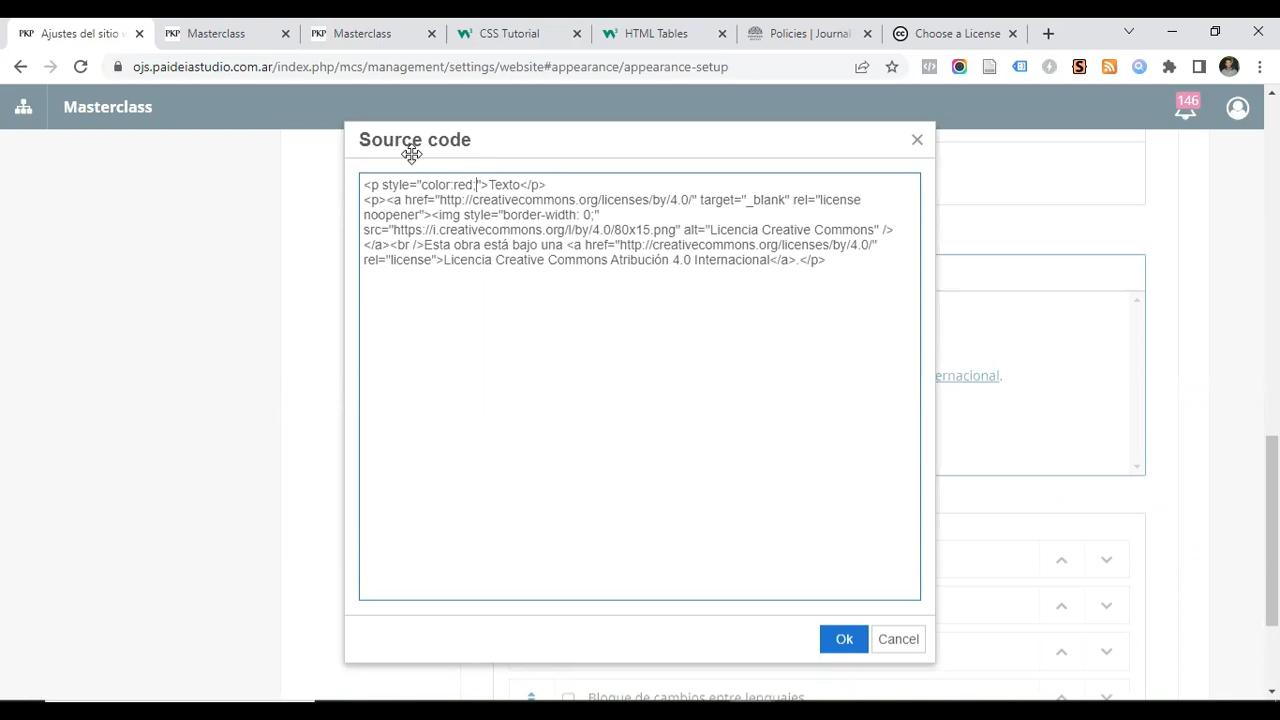 PKP Ajustes del sitio w
PKP Masterclass
PKP Masterclass
CSS Tutorial
HTML Tables
Policies | Journal
Choose a License
ojs.paideiastudio.com.ar/index.php/mcs/management/settings/website#appearance/appearance-setup
Masterclass
146
Source code
<p style="color:red;">Texto</p>
<p><a href="http://creativecommons.org/licenses/by/4.0/" target="_blank" rel="license
noopener"><img style="border-width: 0;"
src="https://i.creativecommons.org/l/by/4.0/80x15.png" alt="Licencia Creative Commons" />
</a><br />Esta obra está bajo una <a href="http://creativecommons.org/licenses/by/4.0/"
rel="license">Licencia Creative Commons Atribución 4.0 Internacional</a>.</p>
ernacional.
Ok
Cancel
Bloque de cambios entre lenguajes